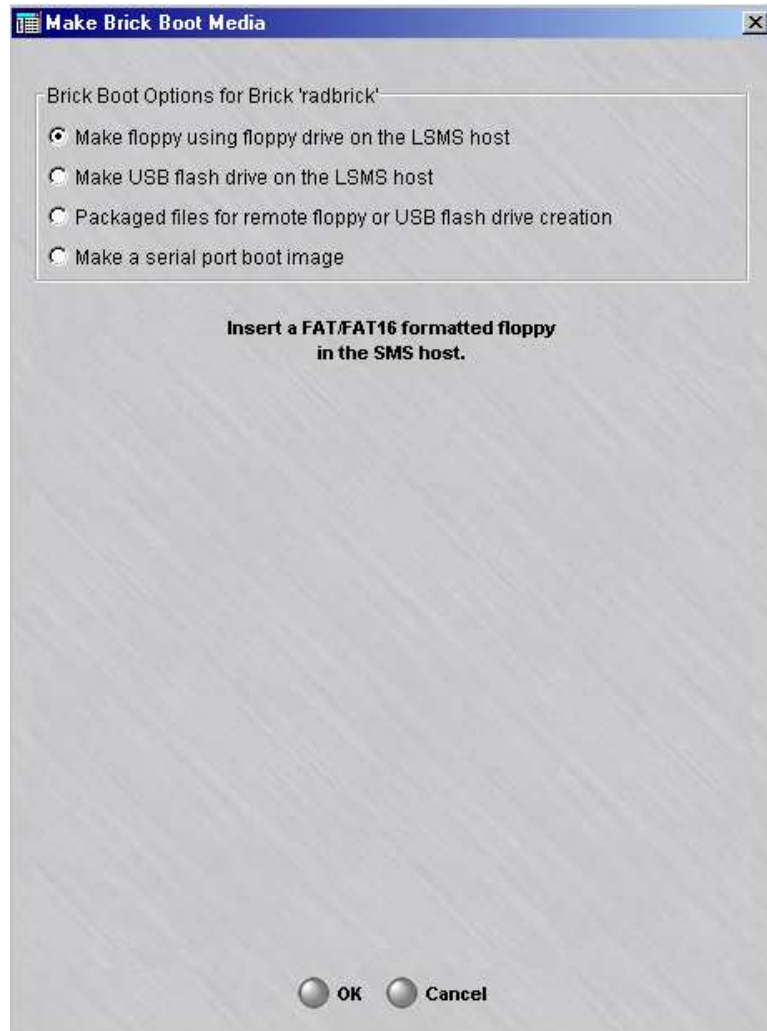 Make Brick Boot Media
Brick Boot Options for Brick 'radbrick'
Make floppy using floppy drive on the LSMS host
Make USB flash drive on the LSMS host
Packaged files for remote floppy or USB flash drive creation
Make a serial port boot image
Insert a FAT/FAT16 formatted floppy
in the SMS host.
OK Cancel